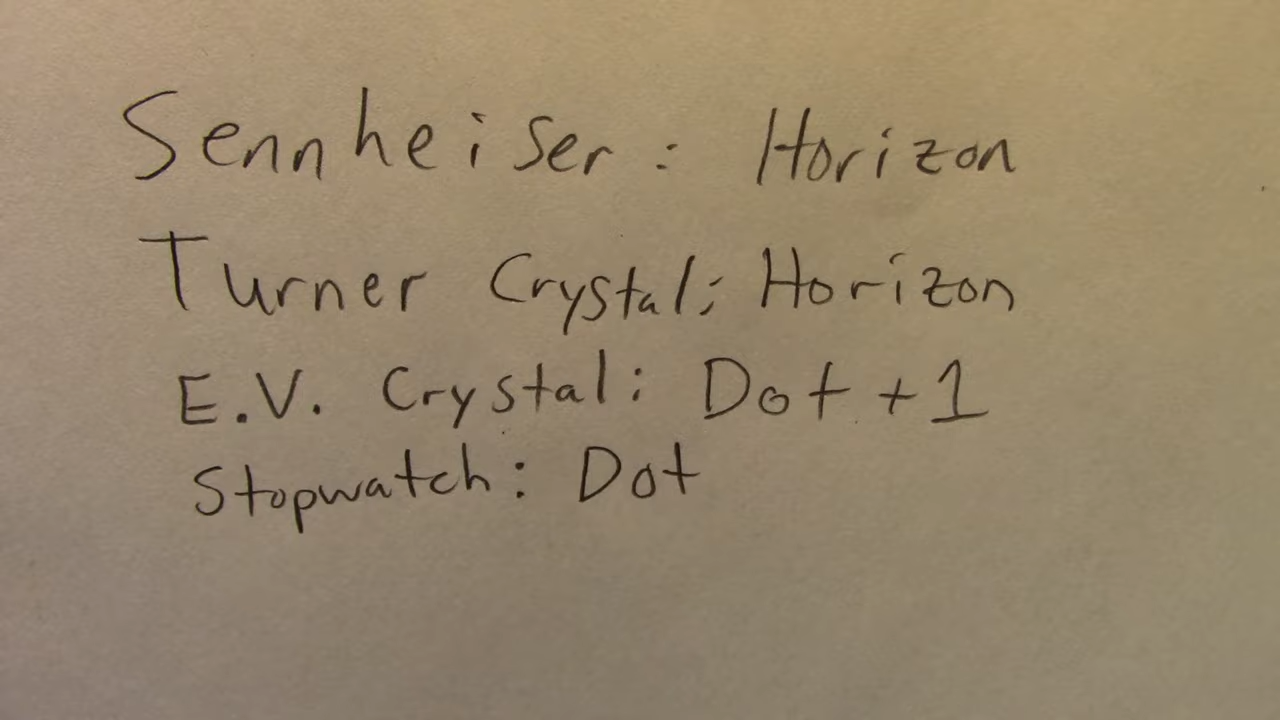 Sennheiser: Horizon
Turner Crystal: Horizon
E.V. Crystal: Dot +1
Stopwatch: Dot